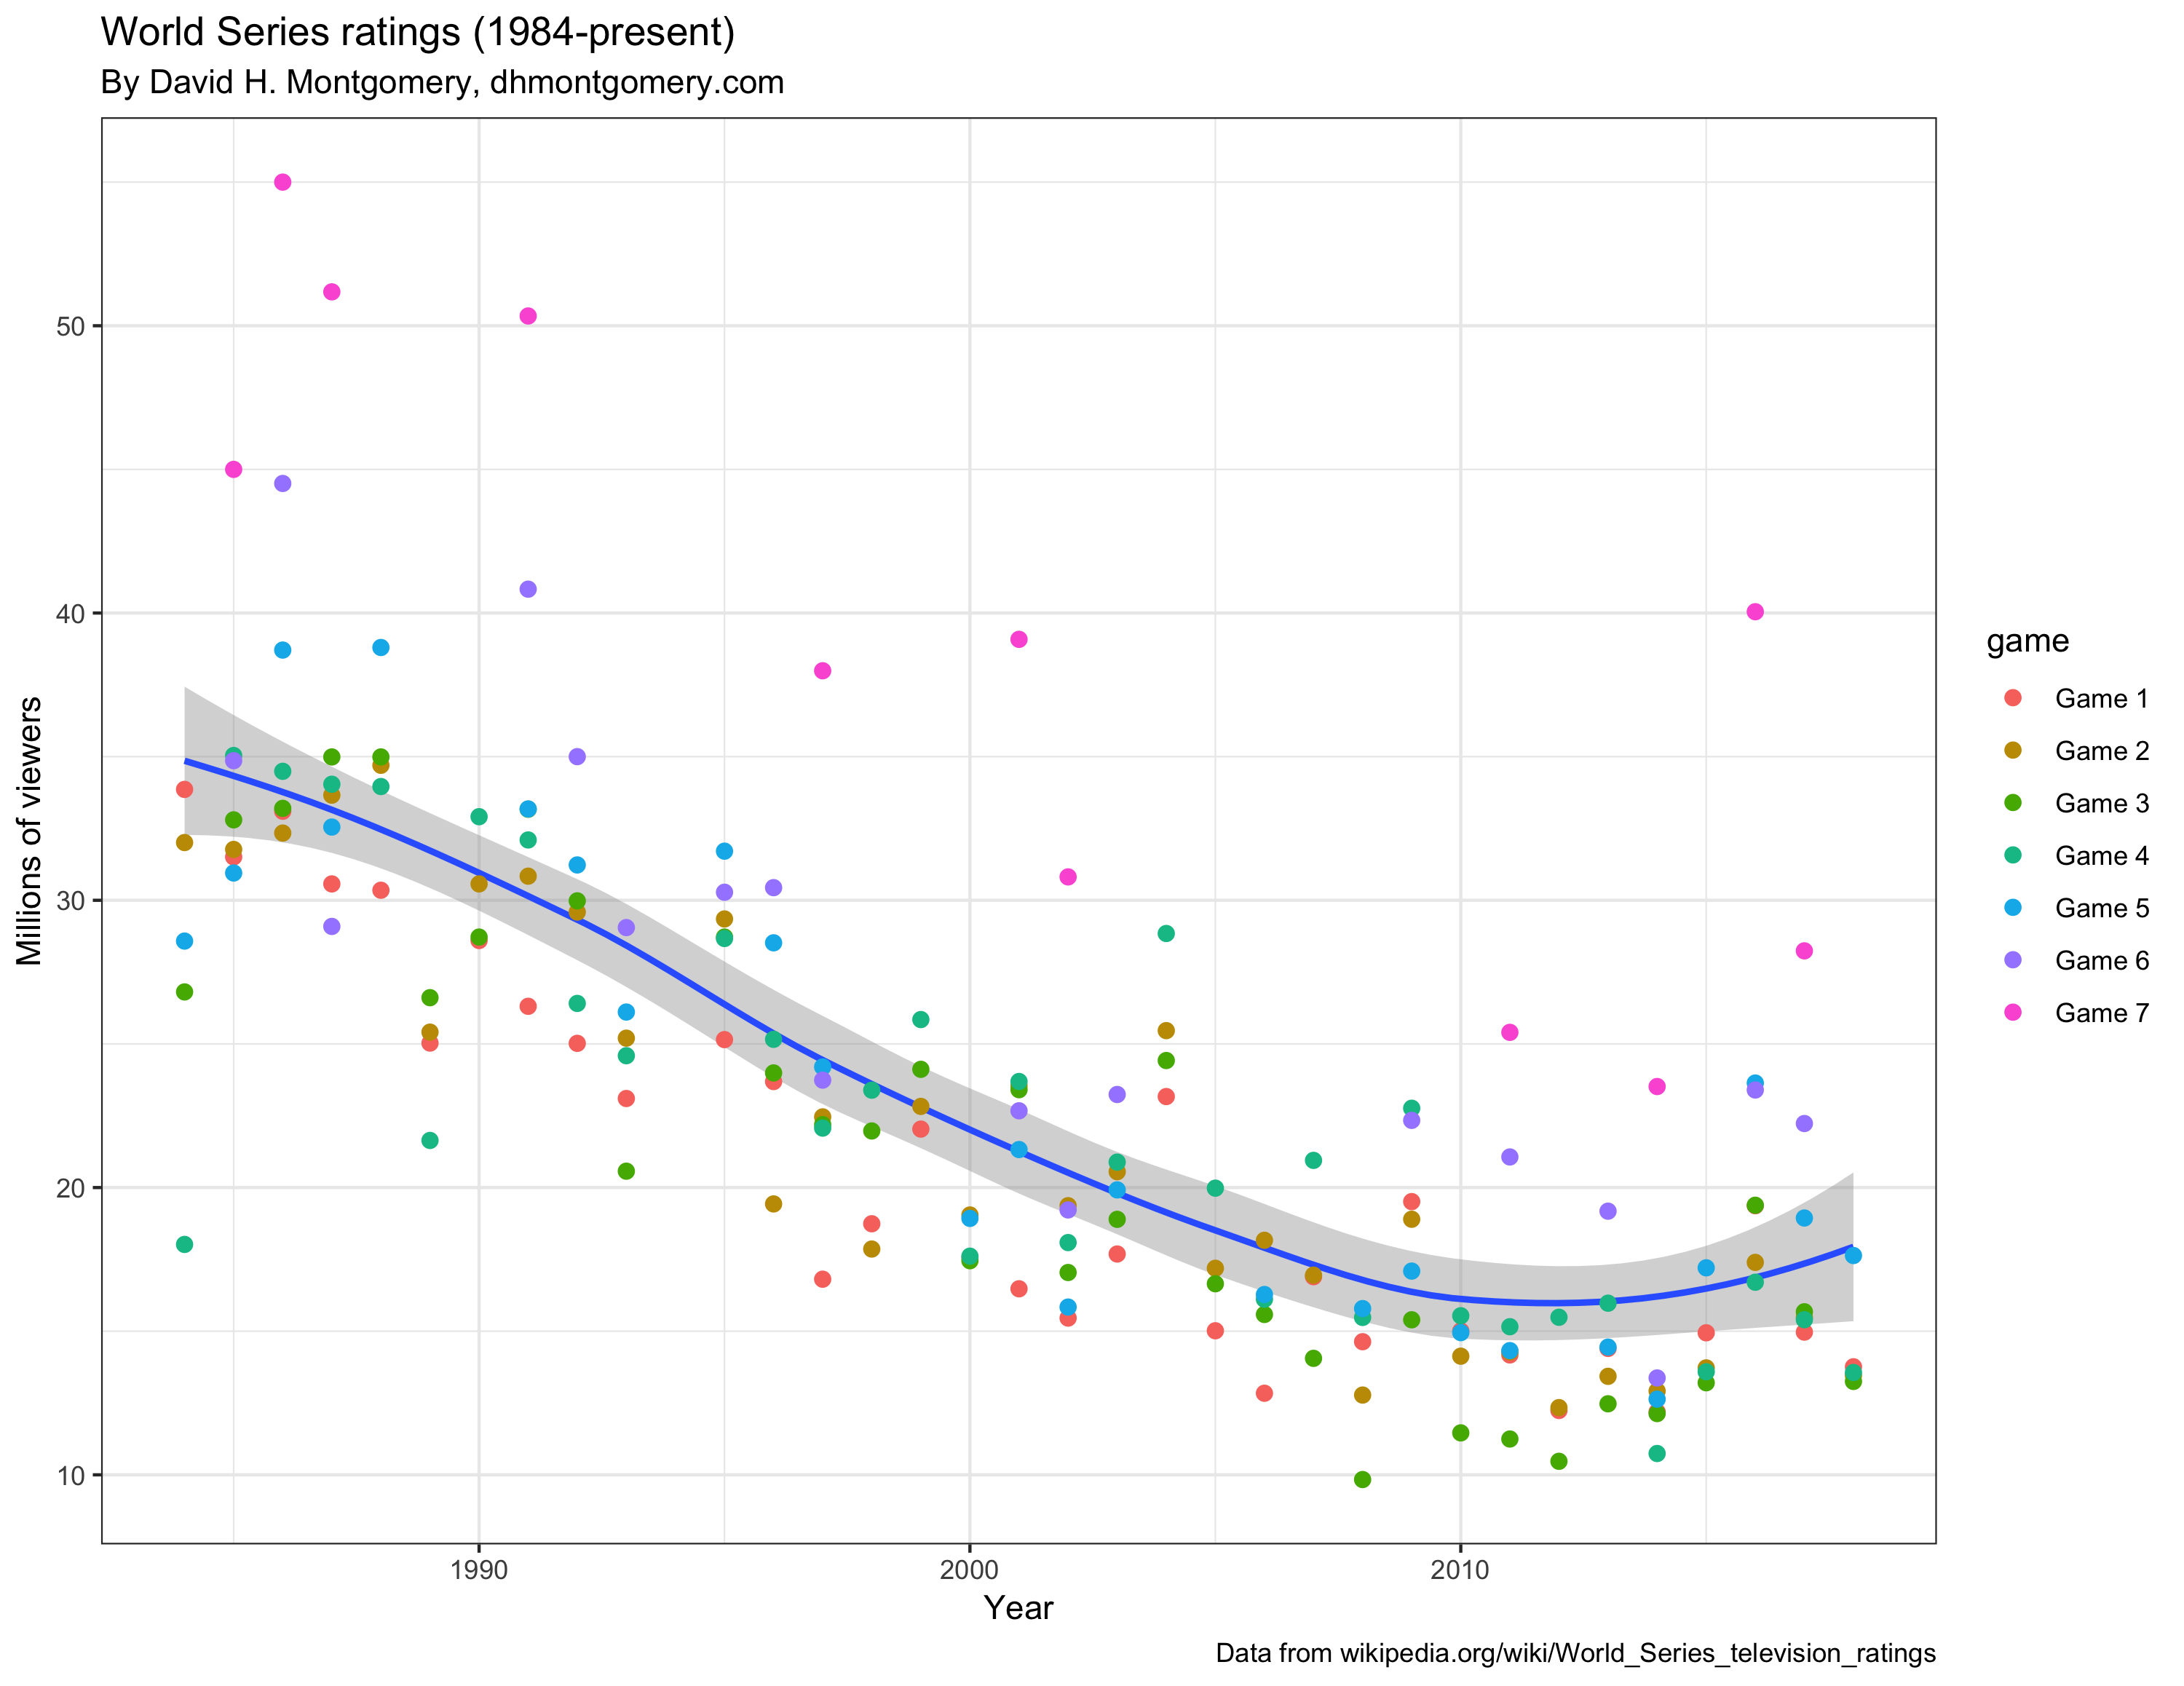 World Series ratings (1984-present)
By David H. Montgomery, dhmontgomery.com
Millions of viewers
50
40
30
20
10
1990
2000
2010
Year
game
Game 1
Game 2
Game 3
Game 4
Game 5
Game 6
Game 7
Data from wikipedia.org/wiki/World_Series_television_ratings